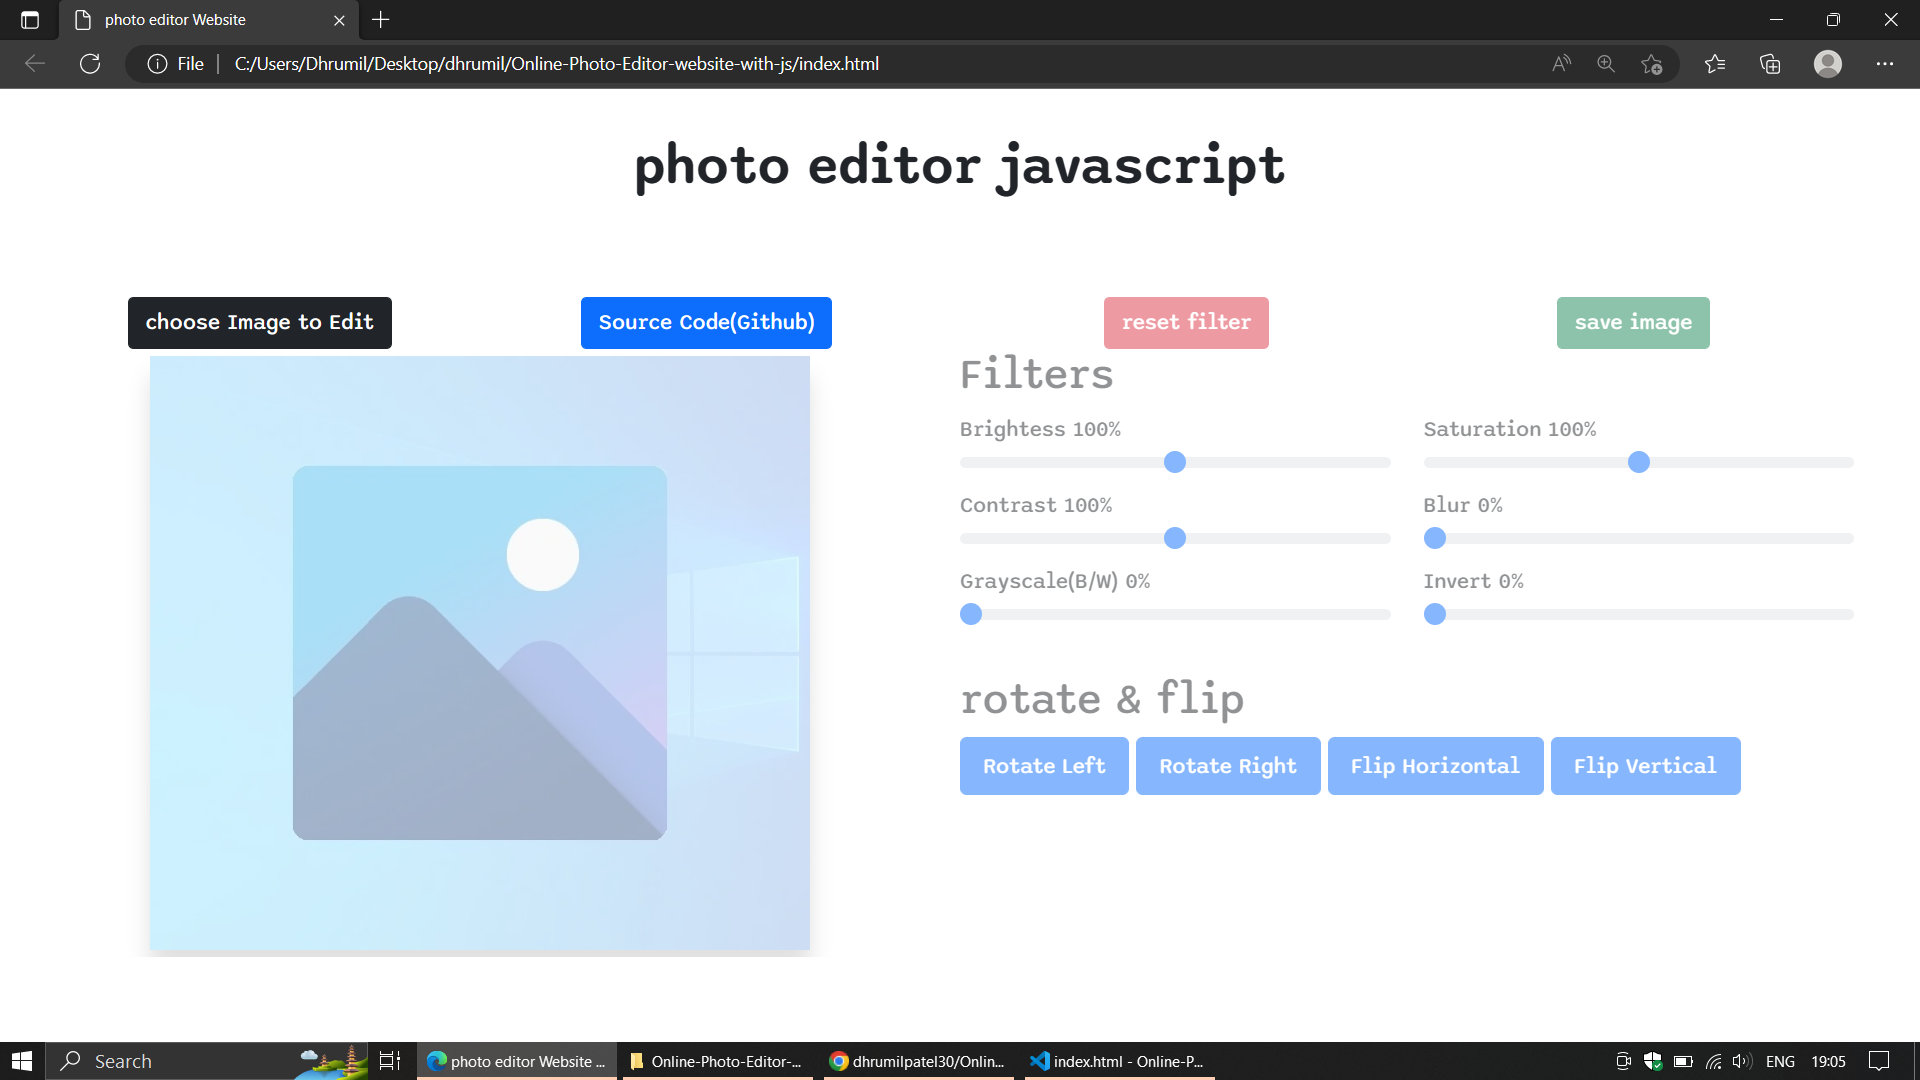 photo editor Website
File
C:/Users/Dhrumil/Desktop/dhrumil/Online-Photo-Editor-website-with-js/index.html
photo editor javascript
choose Image to Edit
Source Code(Github)
reset filter
save image
Filters
Brightess 100%
Saturation 100%
Contrast 100%
Blur 0%
Grayscale(B/W) 0%
Invert 0%
rotate & flip
Rotate Left
Rotate Right
Flip Horizontal
Flip Vertical
Search
photo editor Website ...
Online-Photo-Editor-...
dhrumilpatel30/Onlin...
index.html - Online-P...
ENG
19:05